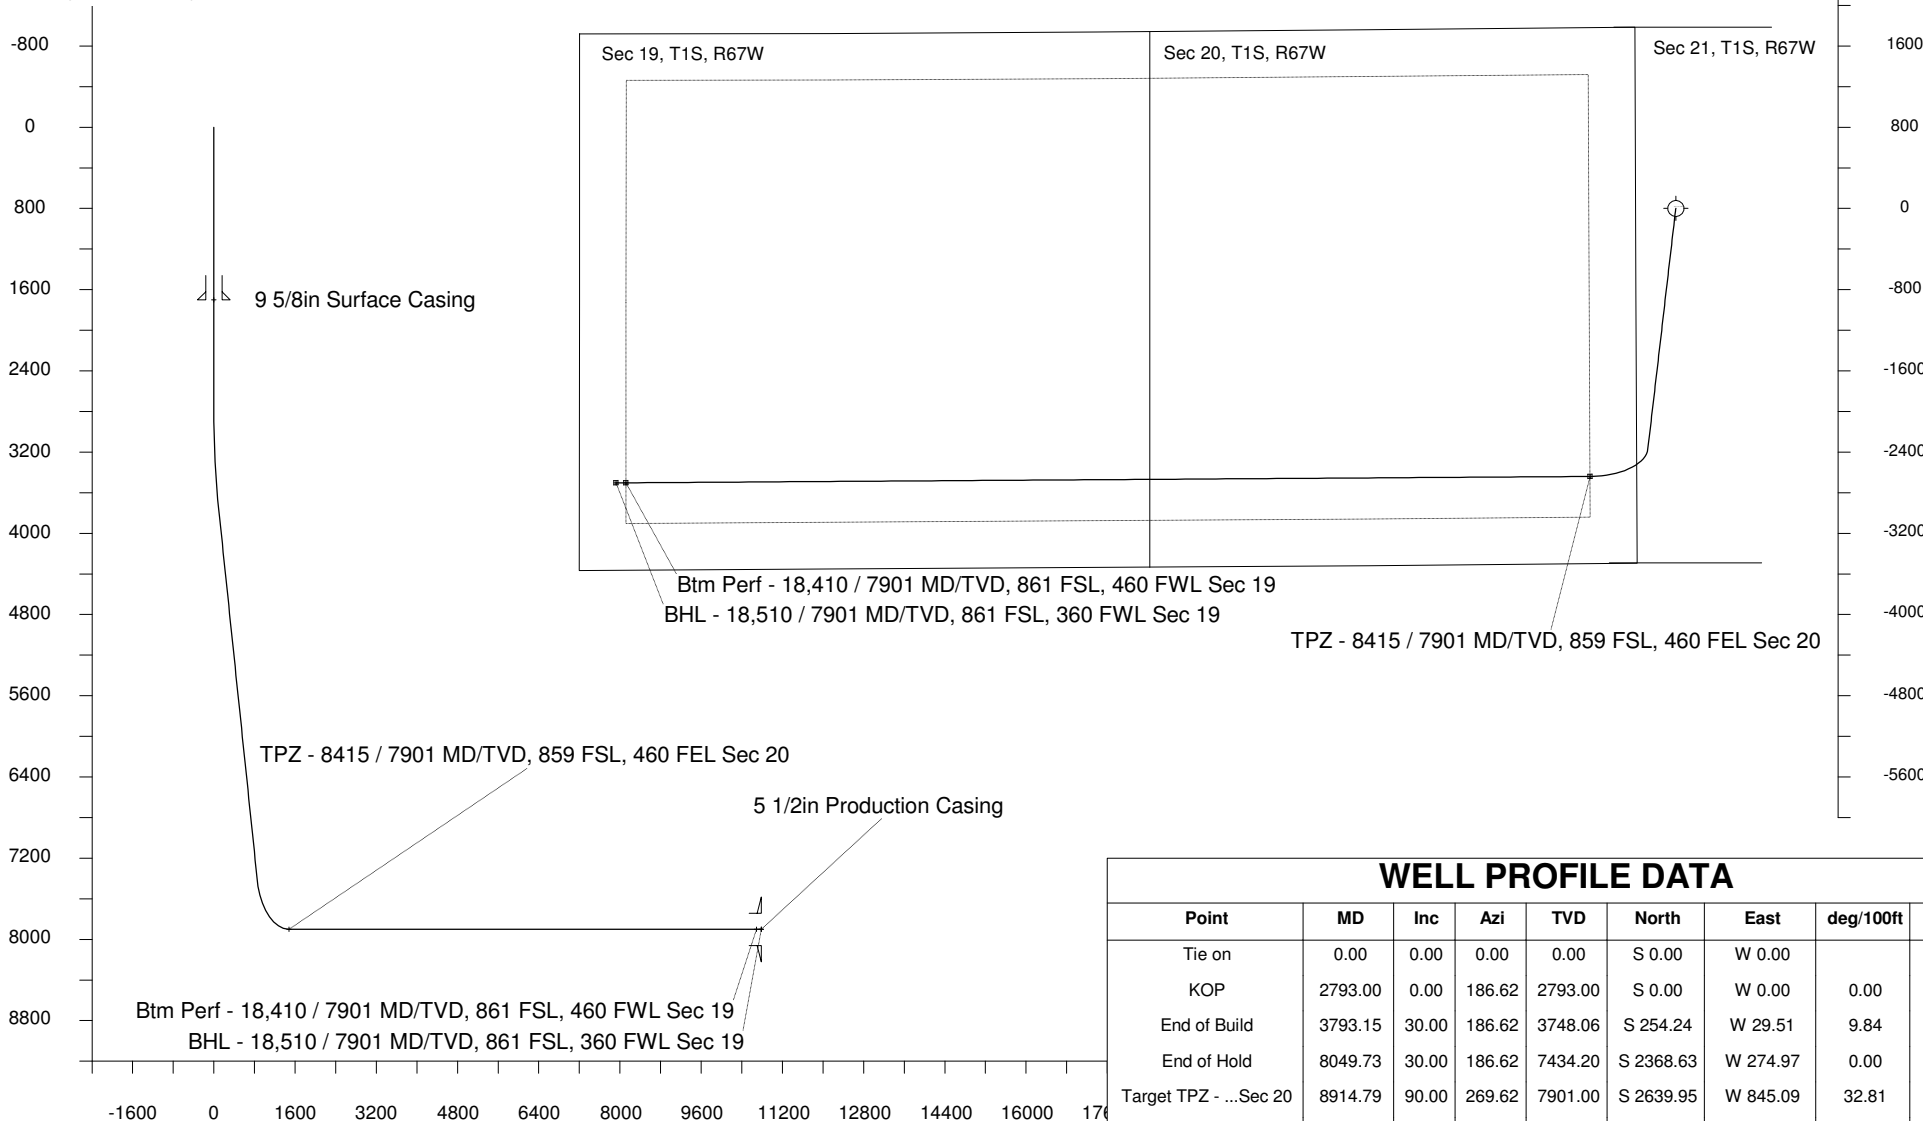 -800
0
800
1600
2400
3200
4000
4800
5600
6400
7200
8000
8800
-1600 0 1600 3200 4800 6400 8000 9600 11200 12800 14400 16000
9 5/8in Surface Casing
TPZ - 8415 / 7901 MD/TVD, 859 FSL, 460 FEL Sec 20
5 1/2in Production Casing
Btm Perf - 18,410 / 7901 MD/TVD, 861 FSL, 460 FWL Sec 19
BHL - 18,510 / 7901 MD/TVD, 861 FSL, 360 FWL Sec 19
Sec 19, T1S, R67W
Sec 20, T1S, R67W
Sec 21, T1S, R67W
Btm Perf - 18,410 / 7901 MD/TVD, 861 FSL, 460 FWL Sec 19
BHL - 18,510 / 7901 MD/TVD, 861 FSL, 360 FWL Sec 19
TPZ - 8415 / 7901 MD/TVD, 859 FSL, 460 FEL Sec 20
1600
800
0
-800
-1600
-2400
-3200
-4000
-4800
-5600
WELL PROFILE DATA
Point MD Inc Azi TVD North East deg/100ft
Tie on 0.00 0.00 0.00 0.00 S 0.00 W 0.00
KOP 2793.00 0.00 186.62 2793.00 S 0.00 W 0.00 0.00
End of Build 3793.15 30.00 186.62 3748.06 S 254.24 W 29.51 9.84
End of Hold 8049.73 30.00 186.62 7434.20 S 2368.63 W 274.97 0.00
Target TPZ - ...Sec 20 8914.79 90.00 269.62 7901.00 S 2639.95 W 845.09 32.81